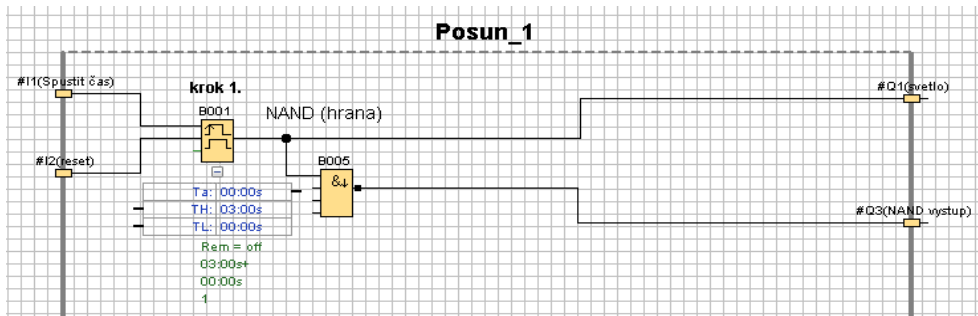 Posun_1
#I1(Spustit čas)
krok 1.
#Q1(svetlo)
B001
NAND (hrana)
#I2(reset)
B005
&↓
Ta: 00:00s
TH: 03:00s
#Q3(NAND vystup)
TL: 00:00s
Rem = off
03:00s+
00:00s
1